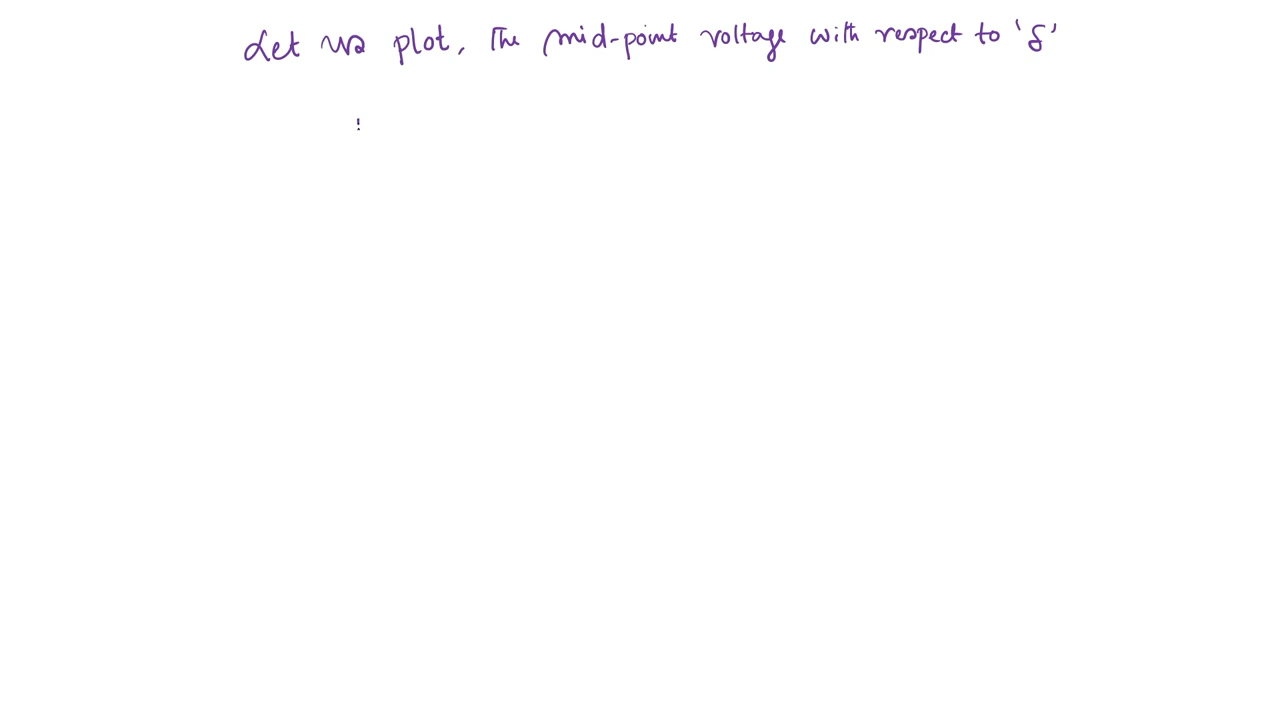 Let us plot, The mid-point voltage with respect to 'δ'